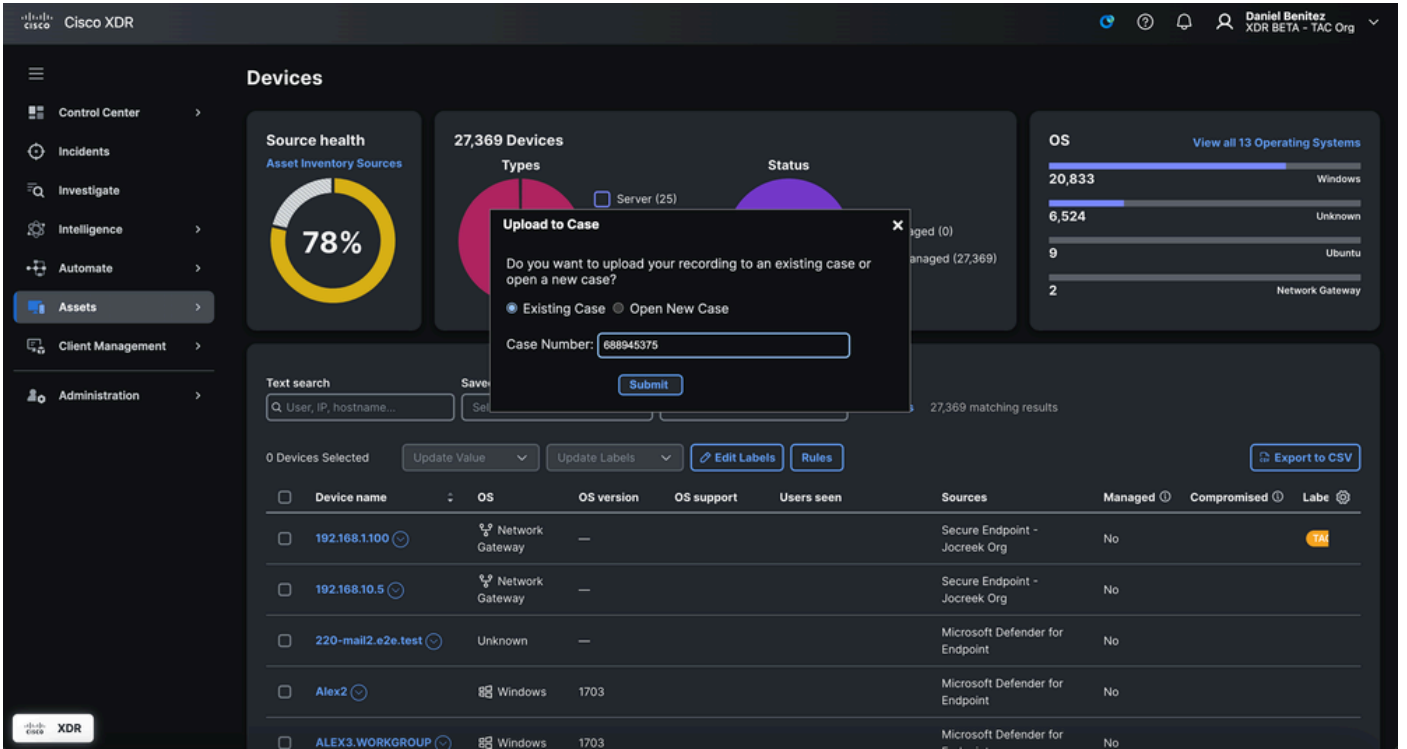 cisco Cisco XDR
Daniel Benitez
XDR BETA - TAC Org
Control Center
Incidents
Investigate
Intelligence
Automate
Assets
Client Management
Administration
Devices
Source health
Asset Inventory Sources
78%
27,369 Devices
Types
Server (25)
Status
aged (0)
anaged (27,369)
OS
View all 13 Operating Systems
20,833 Windows
6,524 Unknown
9 Ubuntu
2 Network Gateway
Upload to Case
Do you want to upload your recording to an existing case or
open a new case?
Existing Case Open New Case
Case Number: 688945375
Submit
Text search
Save
User, IP, hostname...
Sel
s 27,369 matching results
0 Devices Selected Update Value Update Labels Edit Labels Rules Export to CSV
Device name OS OS version OS support Users seen Sources Managed Compromised Labe
192.168.1.100 Network Gateway — Secure Endpoint - Jocreek Org No TAC
192.168.10.5 Network Gateway — Secure Endpoint - Jocreek Org No
220-mail2.e2e.test Unknown — Microsoft Defender for Endpoint No
Alex2 Windows 1703 Microsoft Defender for Endpoint No
ALEX3.WORKGROUP Windows 1703 Microsoft Defender for No
cisco XDR